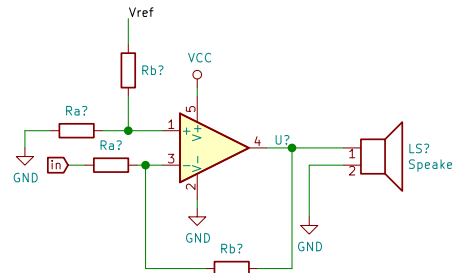 Vref
Rb?
VCC
Ra?
1
5
+
V+
4
U?
GND
in
Ra?
3
-
V-
2
1
2
LS?
Speake
GND
GND
Rb?